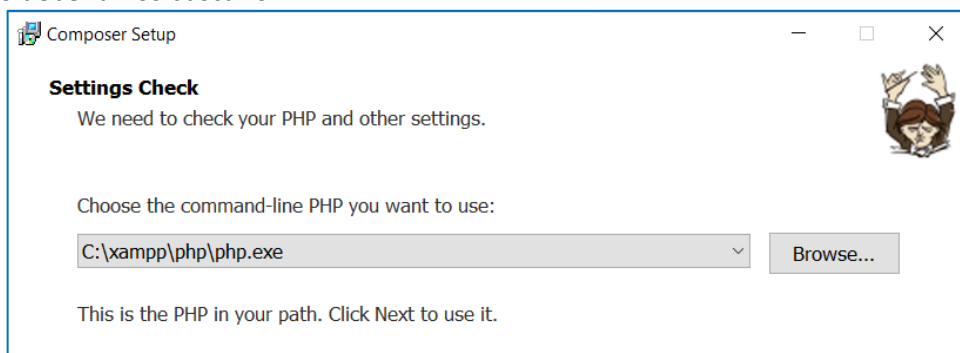 Composer Setup
Settings Check
We need to check your PHP and other settings.
Choose the command-line PHP you want to use:
C:\xampp\php\php.exe
Browse...
This is the PHP in your path. Click Next to use it.